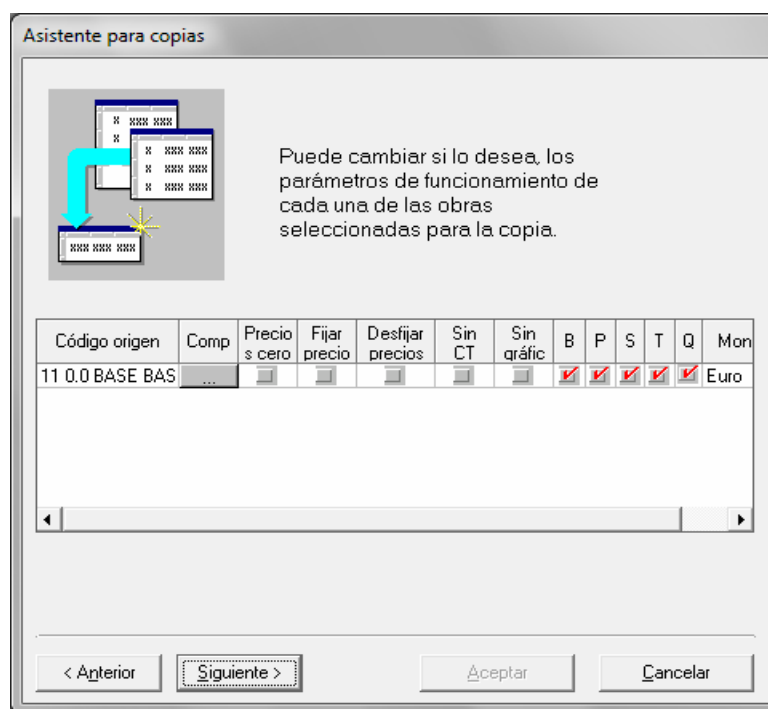 Asistente para copias
Puede cambiar si lo desea, los
parámetros de funcionamiento de
cada una de las obras
seleccionadas para la copia.
Código origen Comp Precio s cero Fijar precio Desfijar precios Sin CT Sin gráfic B P S T Q Mon
11 0.0 BASE BAS ... Euro
< Anterior Siguiente > Aceptar Cancelar